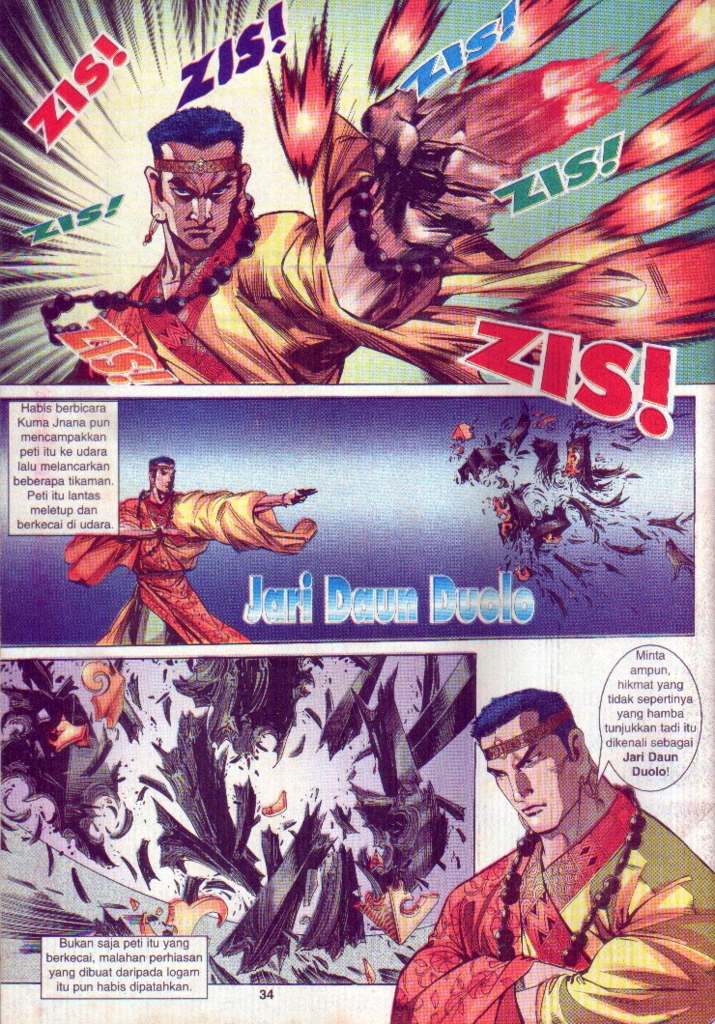 ZIS!
ZIS!
ZIS!
ZIS!
ZIS!
ZIS!
ZIS!
Habis berbicara
Kuma Jnana pun
mencampakkan
peti itu ke udara
lalu melancarkan
beberapa tikaman.
Peti itu lantas
meletup dan
berkecai di udara.
Jari Daun Duolo
Minta
ampun,
hikmat yang
tidak sepertinya
yang hamba
tunjukkan tadi itu
dikenali sebagai
Jari Daun
Duolo!
Bukan saja peti itu yang
berkecai, malahan perhiasan
yang dibuat daripada logam
itu pun habis dipatahkan.
34